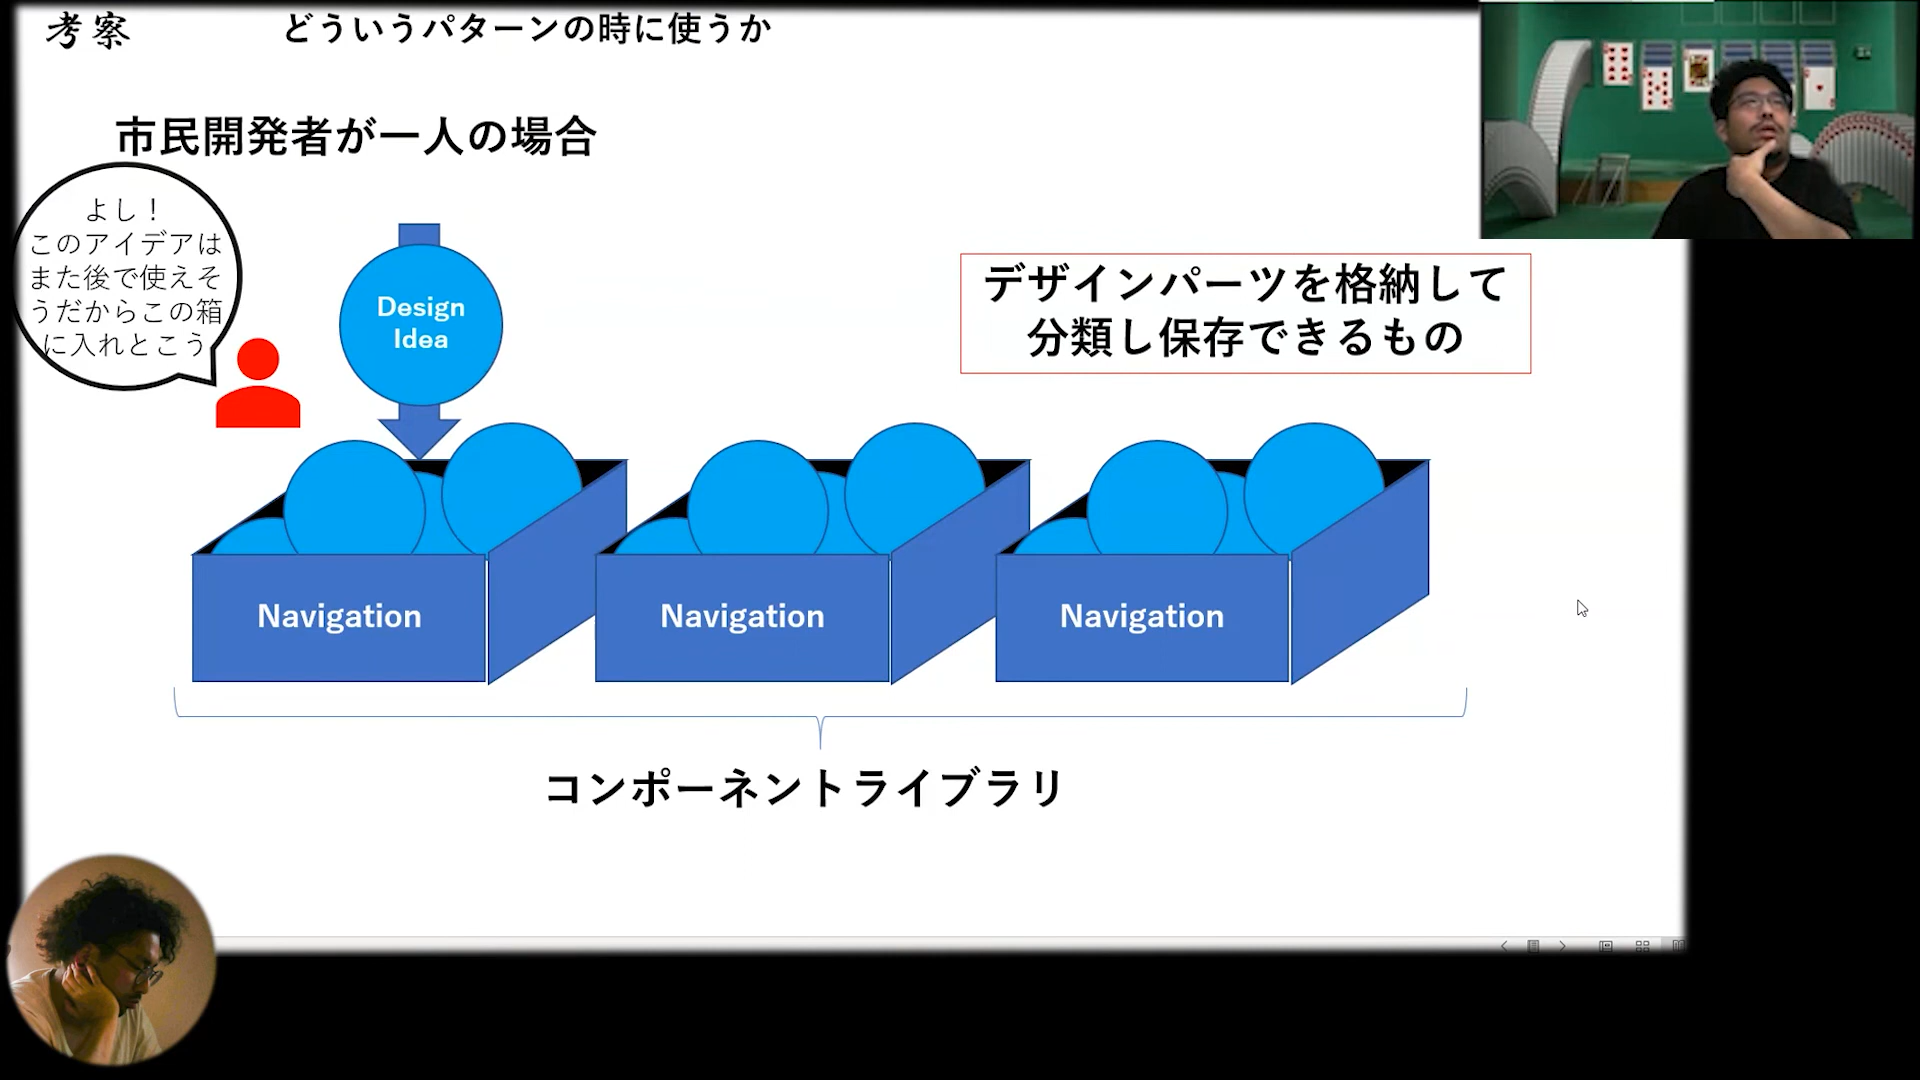 考察
どういうパターンの時に使うか
市民開発者が一人の場合
よし！
このアイデアは
また後で使えそ
うだからこの箱
に入れとこう
Design
Idea
デザインパーツを格納して
分類し保存できるもの
Navigation
Navigation
Navigation
コンポーネントライブラリ